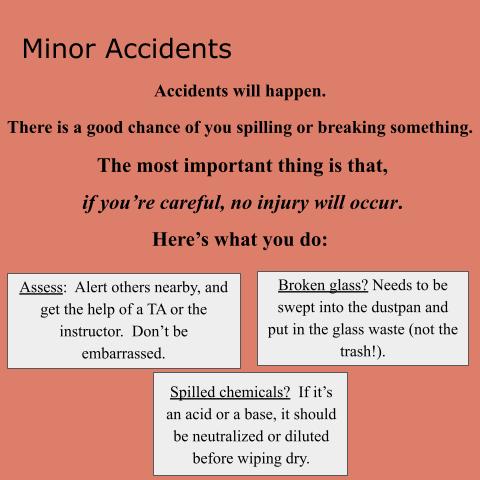 Minor Accidents
Accidents will happen.
There is a good chance of you spilling or breaking something.
The most important thing is that,
if you’re careful, no injury will occur.
Here’s what you do:
Assess:  Alert others nearby, and
get the help of a TA or the
instructor.  Don’t be
embarrassed.
Broken glass? Needs to be
swept into the dustpan and
put in the glass waste (not the
trash!).
Spilled chemicals?  If it’s
an acid or a base, it should
be neutralized or diluted
before wiping dry.